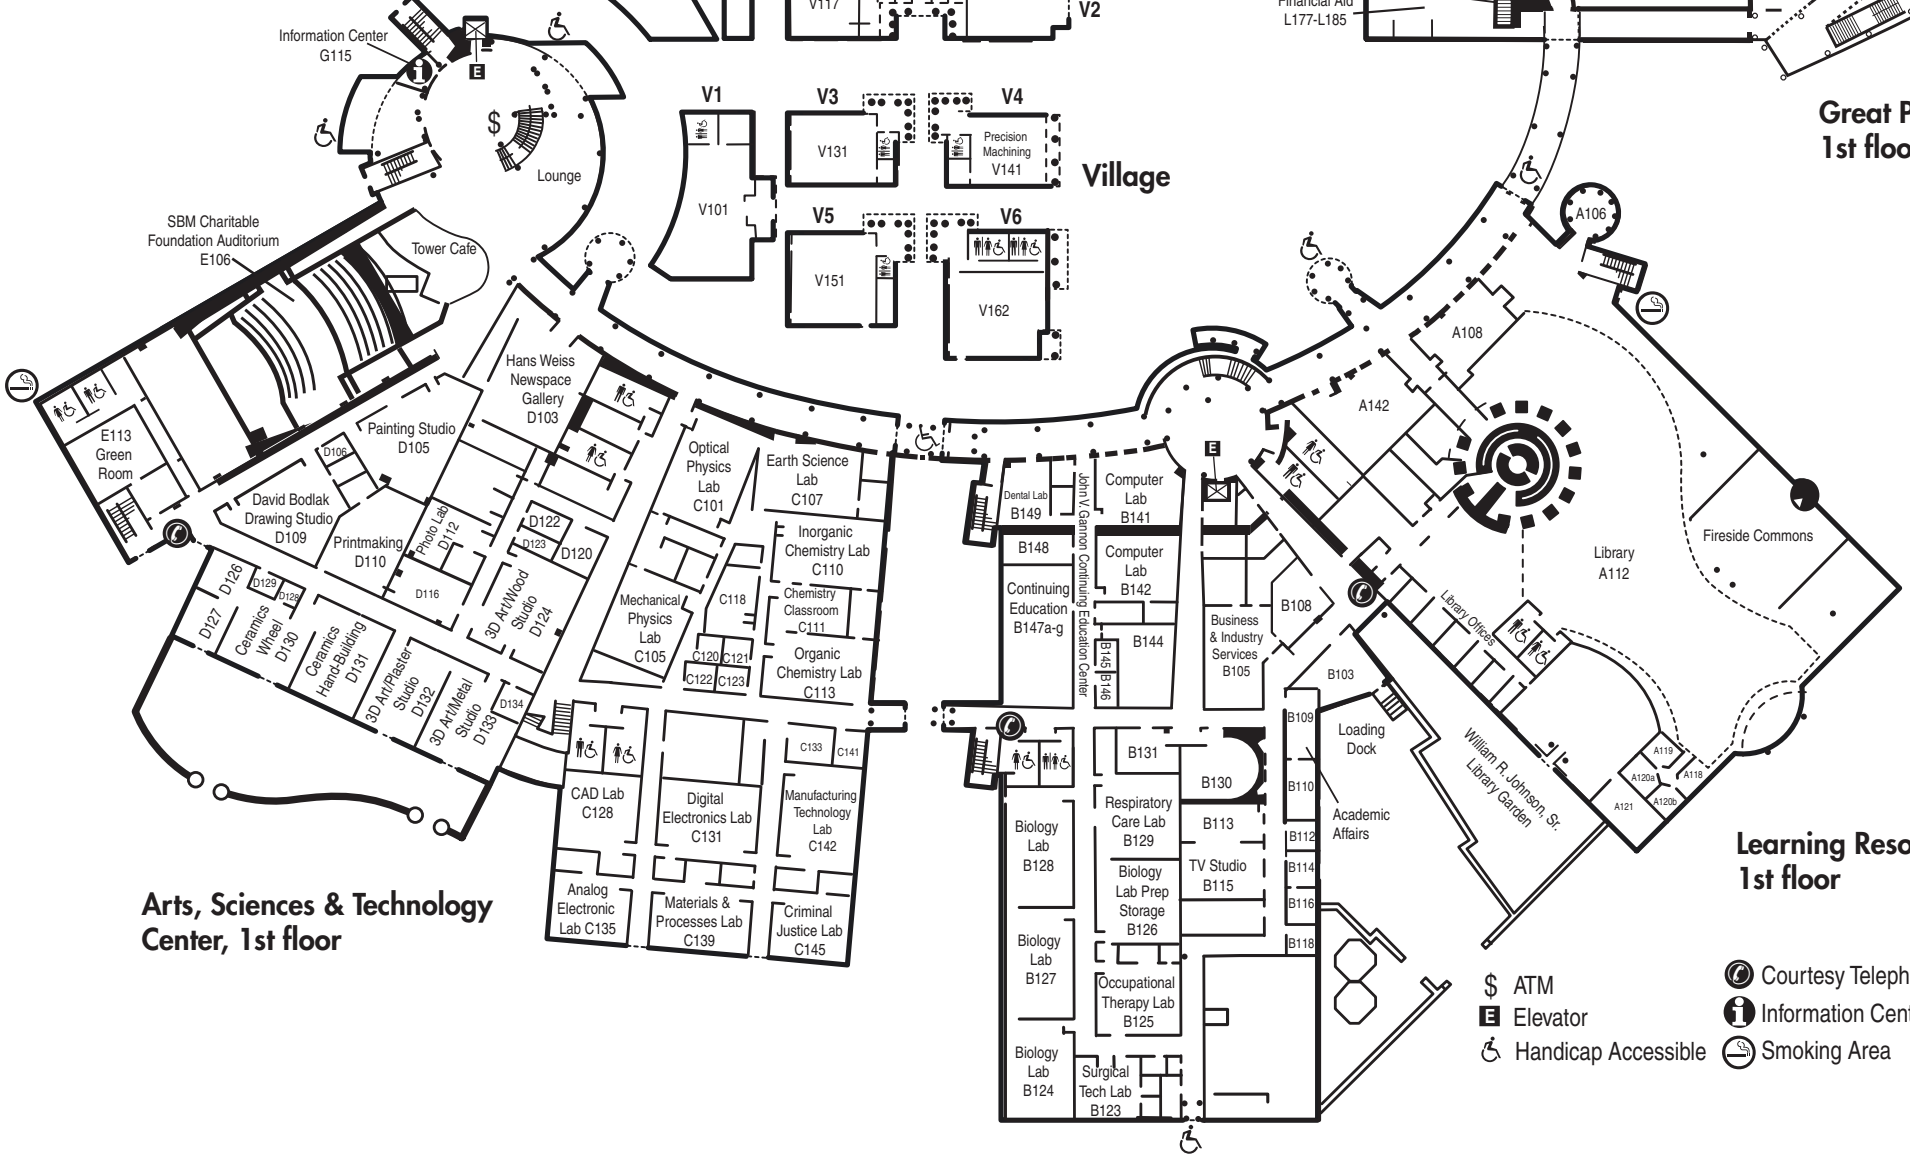 V117
V2
Financial Aid
L177-L185
Information Center
G115
i
E
$
Lounge
V1
V101
V3
V131
V4
Precision
Machining
V141
Village
V5
V151
V6
V162
Great P
1st floo
A106
SBM Charitable
Foundation Auditorium
E106
Tower Cafe
E113
Green
Room
Hans Weiss
Newspace
Gallery
D103
Painting Studio
D105
D106
David Bodlak
Drawing Studio
D109
Printmaking
D110
Photo Lab
D112
D116
D122
D123
D120
3D Art/Wood
Studio
D124
D126
D127
D129
D128
Ceramics
Wheel
D130
Ceramics
Hand-Building
D131
3D Art/Plaster
Studio
D132
3D Art/Metal
Studio
D133
D134
Optical
Physics
Lab
C101
Earth Science
Lab
C107
Inorganic
Chemistry Lab
C110
Chemistry
Classroom
C111
Organic
Chemistry Lab
C113
Mechanical
Physics
Lab
C105
C118
C120
C121
C122
C123
C133
C141
CAD Lab
C128
Digital
Electronics Lab
C131
Manufacturing
Technology
Lab
C142
Analog
Electronic
Lab C135
Materials &
Processes Lab
C139
Criminal
Justice Lab
C145
Arts, Sciences & Technology
Center, 1st floor
E
Dental Lab
B149
B148
Continuing
Education
B147a-g
John V. Gannon Continuing Education Center
Computer
Lab
B141
Computer
Lab
B142
B144
B145
B146
Business
& Industry
Services
B105
B108
B103
B109
B110
B112
B114
B116
B118
Academic
Affairs
Loading
Dock
B131
B130
Respiratory
Care Lab
B129
B113
TV Studio
B115
Biology
Lab Prep
Storage
B126
Occupational
Therapy Lab
B125
Biology
Lab
B128
Biology
Lab
B127
Biology
Lab
B124
Surgical
Tech Lab
B123
A108
A142
Library
A112
Fireside Commons
Library Offices
William R. Johnson, Sr.
Library Garden
A119
A118
A120a
A120b
A121
Learning Reso
1st floor
$ ATM
E Elevator
Handicap Accessible
Courtesy Teleph
i Information Cent
Smoking Area